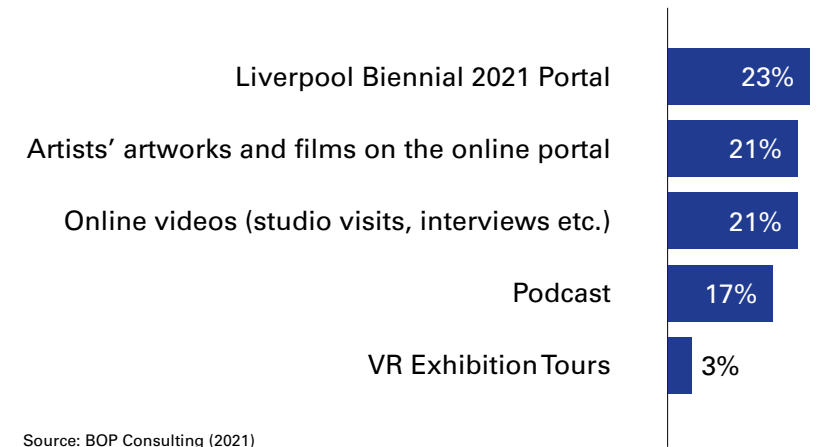 Liverpool Biennial 2021 Portal 23%
Artists’ artworks and films on the online portal 21%
Online videos (studio visits, interviews etc.) 21%
Podcast 17%
VR Exhibition Tours 3%
Source: BOP Consulting (2021)